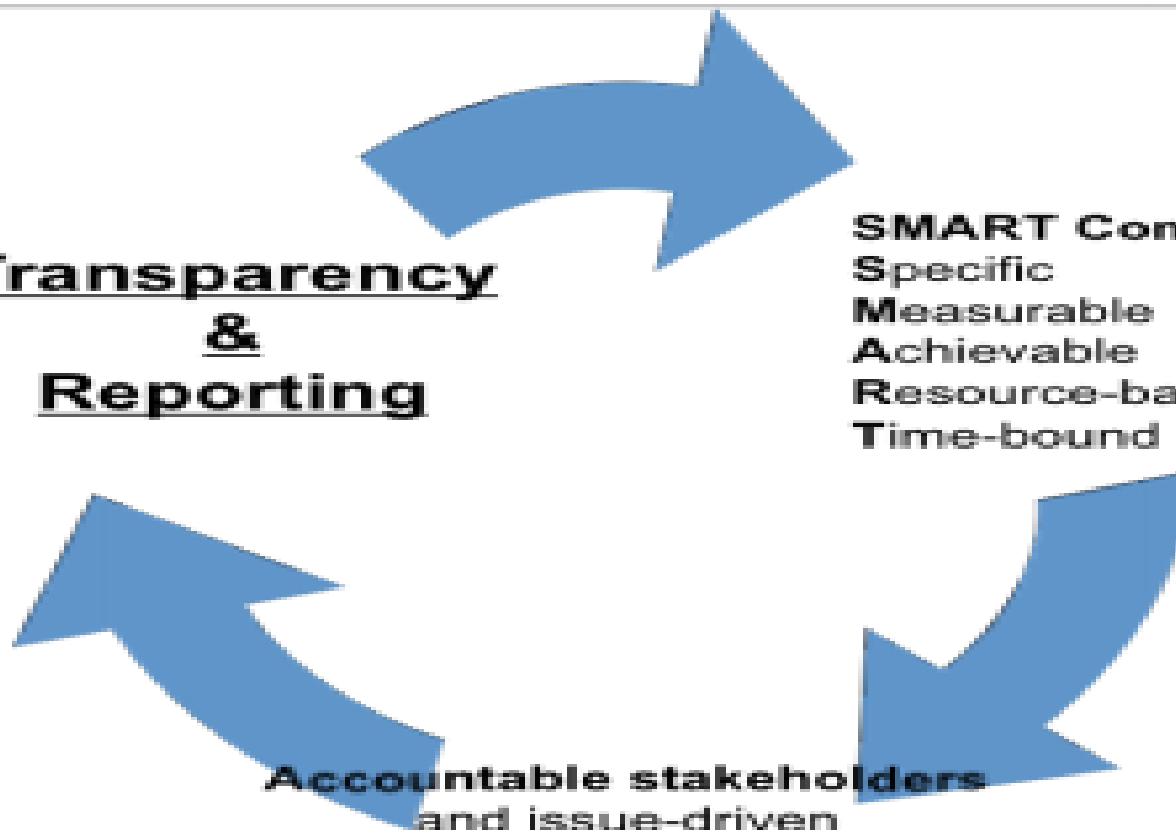 Transparency
&
Reporting
SMART Com
Specific
Measurable
Achievable
Resource-ba
Time-bound
Accountable stakeholders
and issue-driven